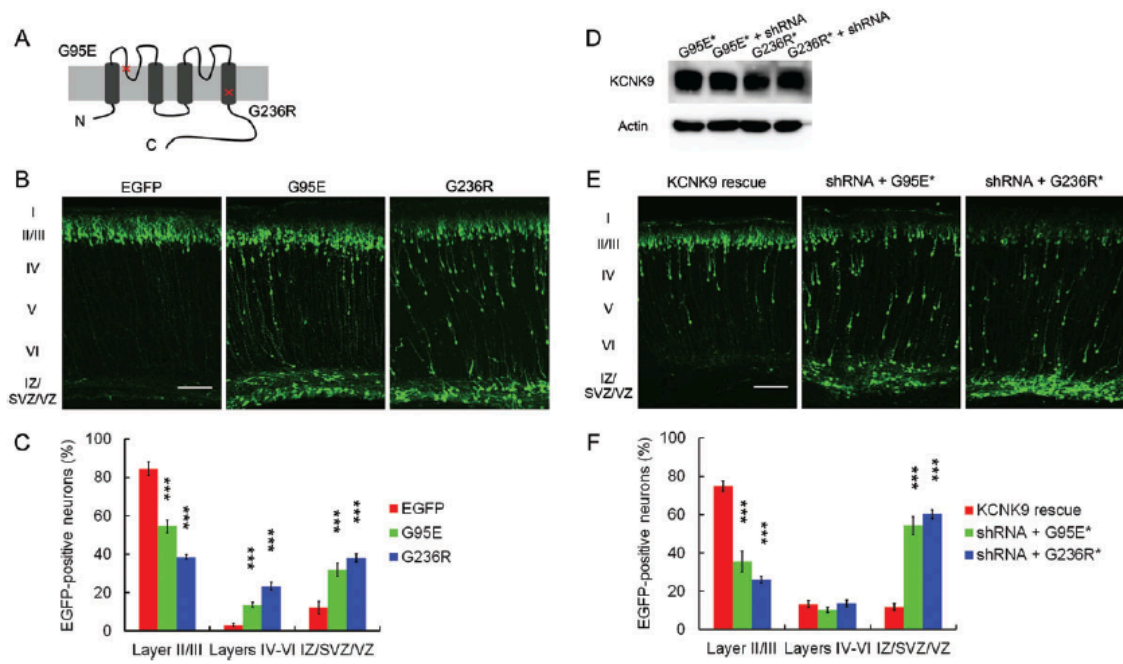 A
G95E
N
C
G236R
B
EGFP
G95E
G236R
I
II/III
IV
V
VI
IZ/
SVZ/VZ
C
EGFP-positive neurons (%)
100
80
60
40
20
0
***
***
***
***
***
***
EGFP
G95E
G236R
Layer II/III
Layers IV-VI
IZ/SVZ/VZ
D
G95E*
G95E* + shRNA
G236R*
G236R* + shRNA
KCNK9
Actin
E
KCNK9 rescue
shRNA + G95E*
shRNA + G236R*
I
II/III
IV
V
VI
IZ/
SVZ/VZ
F
EGFP-positive neurons (%)
100
80
60
40
20
0
***
***
***
***
KCNK9 rescue
shRNA + G95E*
shRNA + G236R*
Layer II/III
Layers IV-VI
IZ/SVZ/VZ